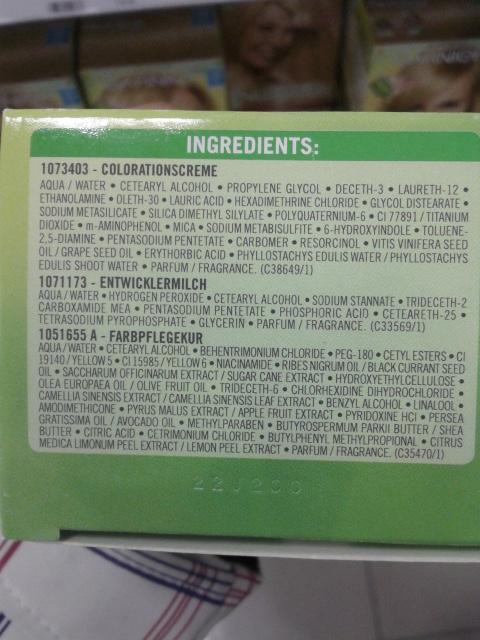 GARNIER
INGREDIENTS:
1073403 - COLORATIONSCREME
AQUA / WATER • CETEARYL ALCOHOL • PROPYLENE GLYCOL • DECETH-3 • LAURETH-12 •
ETHANOLAMINE • OLETH-30 • LAURIC ACID • HEXADIMETHRINE CHLORIDE • GLYCOL DISTEARATE •
SODIUM METASILICATE • SILICA DIMETHYL SILYLATE • POLYQUATERNIUM-6 • CI 77891 / TITANIUM
DIOXIDE • m-AMINOPHENOL • MICA • SODIUM METABISULFITE • 6-HYDROXYINDOLE • TOLUENE-
2,5-DIAMINE • PENTASODIUM PENTETATE • CARBOMER • RESORCINOL • VITIS VINIFERA SEED
OIL / GRAPE SEED OIL • ERYTHORBIC ACID • PHYLLOSTACHYS EDULIS WATER / PHYLLOSTACHYS
EDULIS SHOOT WATER • PARFUM / FRAGRANCE. (C38649/1)
1071173 - ENTWICKLERMILCH
AQUA / WATER • HYDROGEN PEROXIDE • CETEARYL ALCOHOL • SODIUM STANNATE • TRIDECETH-2
CARBOXAMIDE MEA • PENTASODIUM PENTETATE • PHOSPHORIC ACID • CETEARETH-25 •
TETRASODIUM PYROPHOSPHATE • GLYCERIN • PARFUM / FRAGRANCE. (C33569/1)
1051655 A - FARBPFLEGEKUR
AQUA / WATER • CETEARYL ALCOHOL • BEHENTRIMONIUM CHLORIDE • PEG-180 • CETYL ESTERS • CI
19140 / YELLOW 5 • CI 15985 / YELLOW 6 • NIACINAMIDE • RIBES NIGRUM OIL / BLACK CURRANT SEED
OIL • SACCHARUM OFFICINARUM EXTRACT / SUGAR CANE EXTRACT • HYDROXYETHYLCELLULOSE •
OLEA EUROPAEA OIL / OLIVE FRUIT OIL • TRIDECETH-6 • CHLORHEXIDINE DIHYDROCHLORIDE •
CAMELLIA SINENSIS EXTRACT / CAMELLIA SINENSIS LEAF EXTRACT • BENZYL ALCOHOL • LINALOOL •
AMODIMETHICONE • PYRUS MALUS EXTRACT / APPLE FRUIT EXTRACT • PYRIDOXINE HCI • PERSEA
GRATISSIMA OIL / AVOCADO OIL • METHYLPARABEN • BUTYROSPERMUM PARKII BUTTER / SHEA
BUTTER • CITRIC ACID • CETRIMONIUM CHLORIDE • BUTYLPHENYL METHYLPROPIONAL • CITRUS
MEDICA LIMONUM PEEL EXTRACT / LEMON PEEL EXTRACT • PARFUM / FRAGRANCE. (C35470/1)
22J200